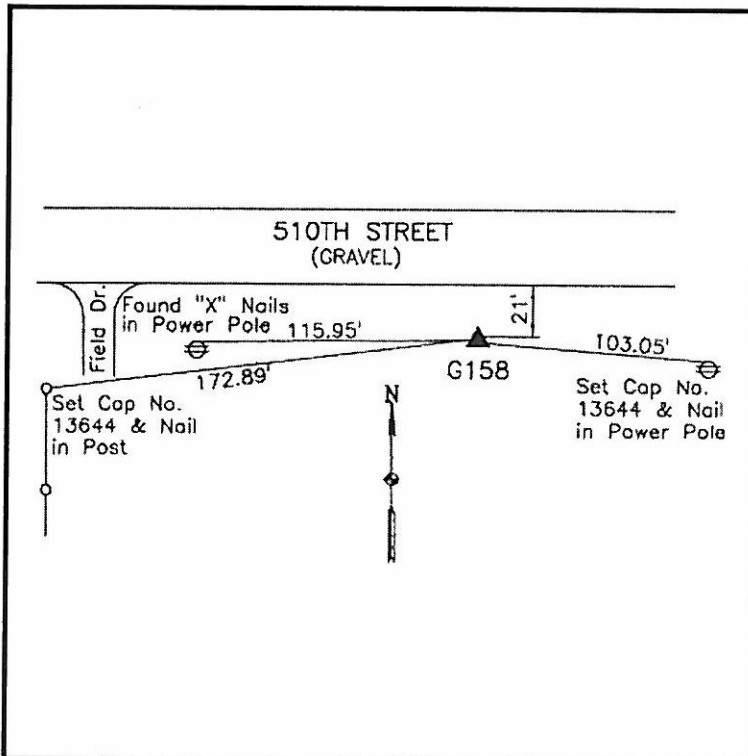 510TH STREET
(GRAVEL)
Field Dr.
Found "X" Nails
in Power Pole
115.95'
21'
103.05'
172.89'
G158
Set Cap No.
13644 & Nail
in Post
N
Set Cap No.
13644 & Nail
in Power Pole